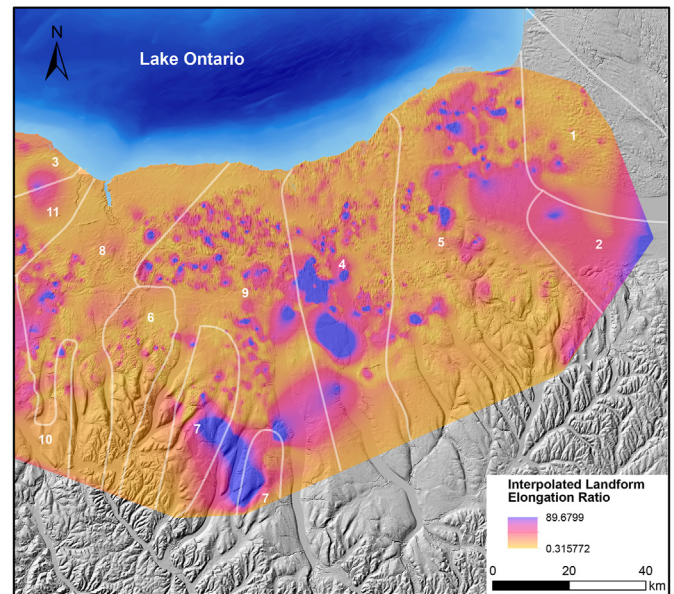 N
Lake Ontario
1
3
11
8
5
2
4
9
6
7
10
7
Interpolated Landform
Elongation Ratio
89.6799
0.315772
0 20 40
km